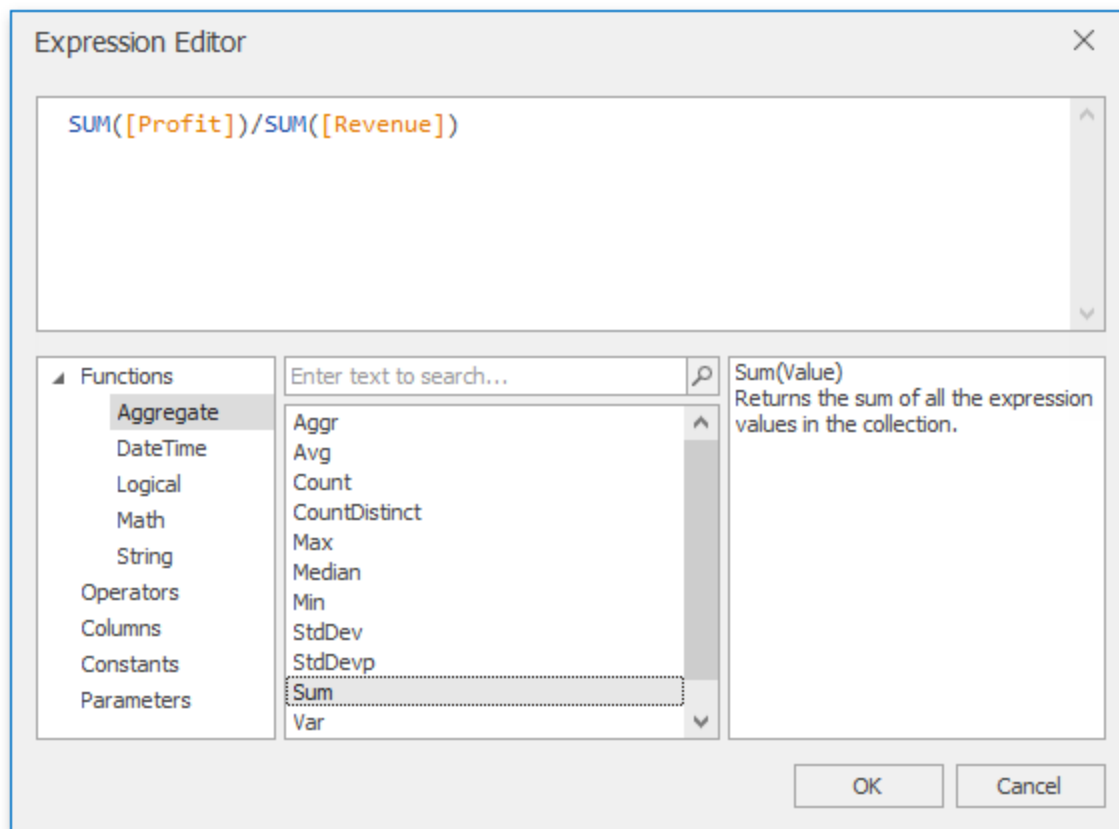 Expression Editor
SUM([Profit])/SUM([Revenue])
Functions
Aggregate
DateTime
Logical
Math
String
Operators
Columns
Constants
Parameters
Enter text to search...
Aggr
Avg
Count
CountDistinct
Max
Median
Min
StdDev
StdDevp
Sum
Var
Sum(Value)
Returns the sum of all the expression
values in the collection.
OK
Cancel